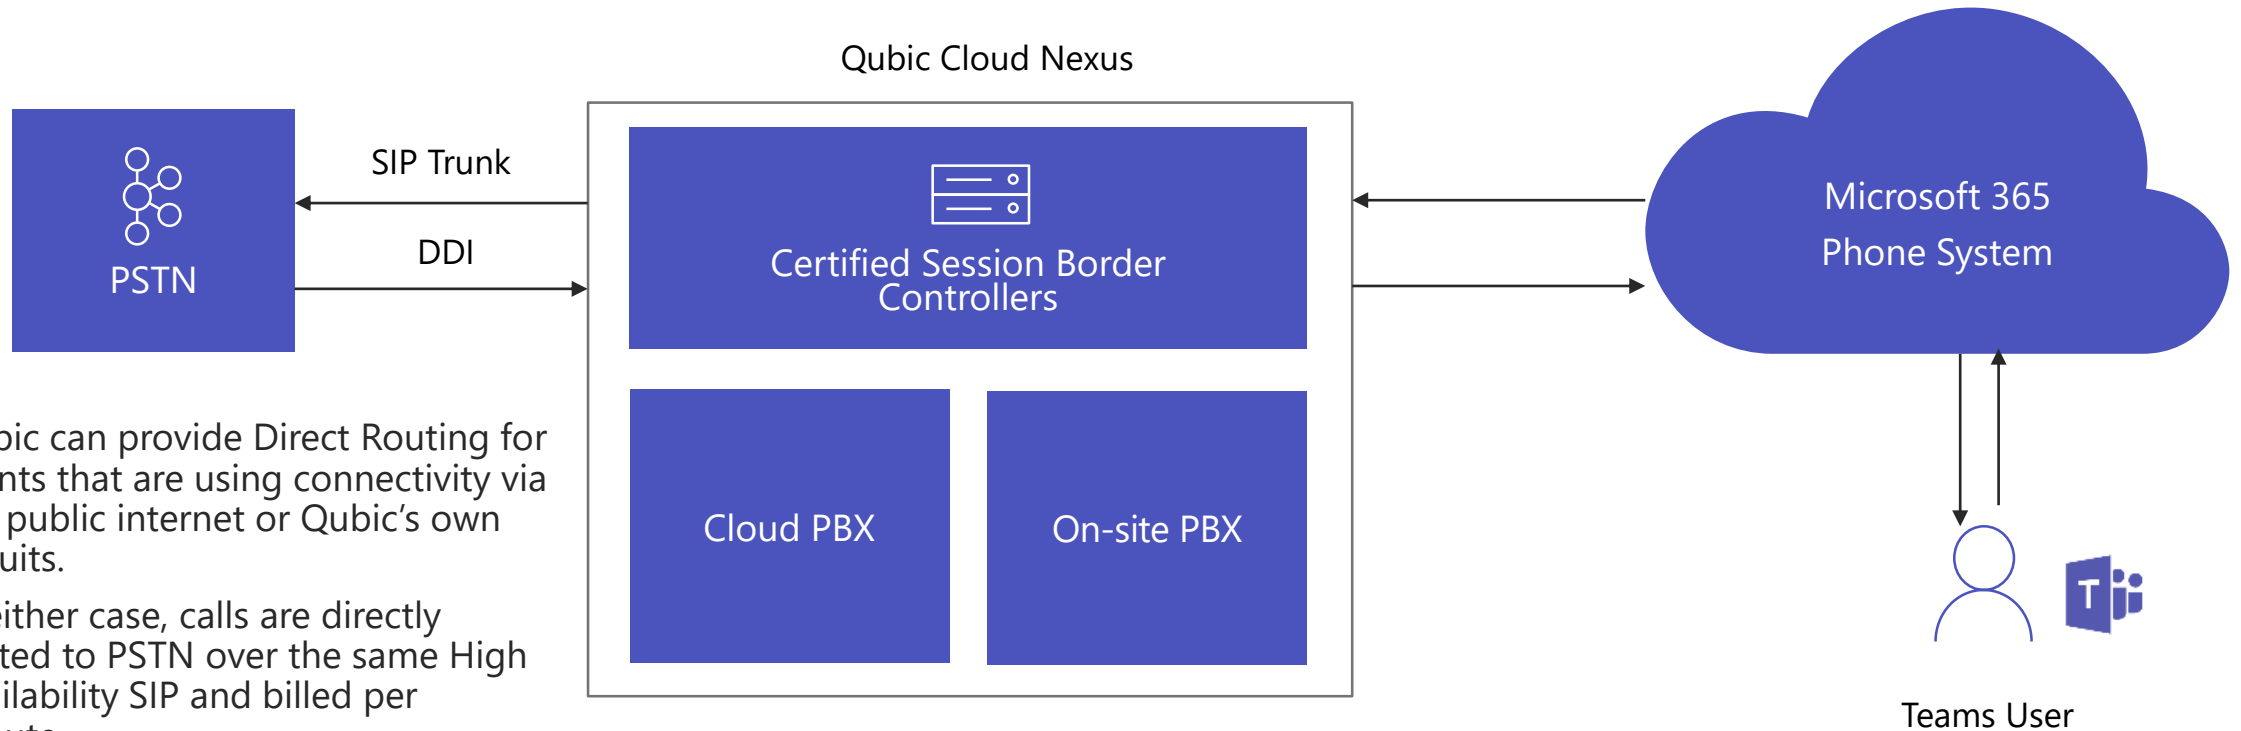 Qubic Cloud Nexus
PSTN
SIP Trunk
DDI
Certified Session Border
Controllers
Cloud PBX
On-site PBX
Microsoft 365
Phone System
T
Teams User
can provide Direct Routing for
that are using connectivity via
public internet or Qubic’s own
either case, calls are directly
to PSTN over the same High
SIP and billed per